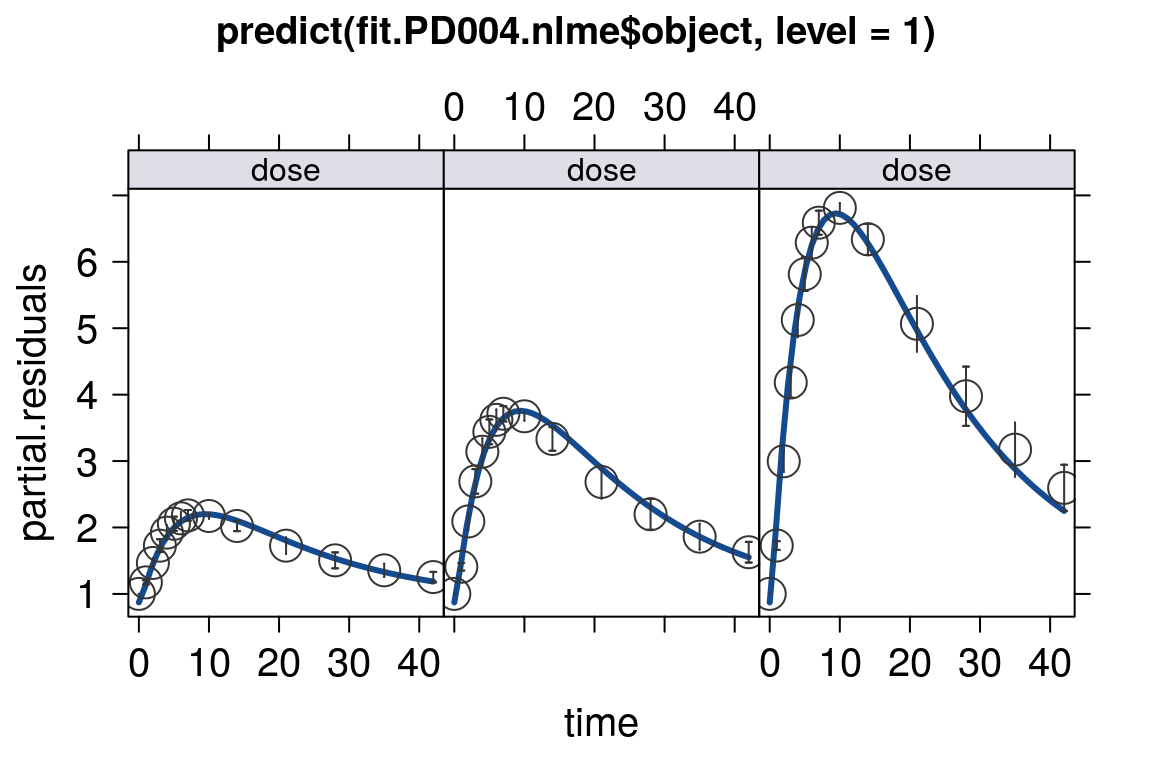 predict(fit.PD004.nlme$object, level = 1)
0 10 20 30 40
dose dose dose
6
5
4
3
2
1
partial.residuals
0 10 20 30 40 0 10 20 30 40
time